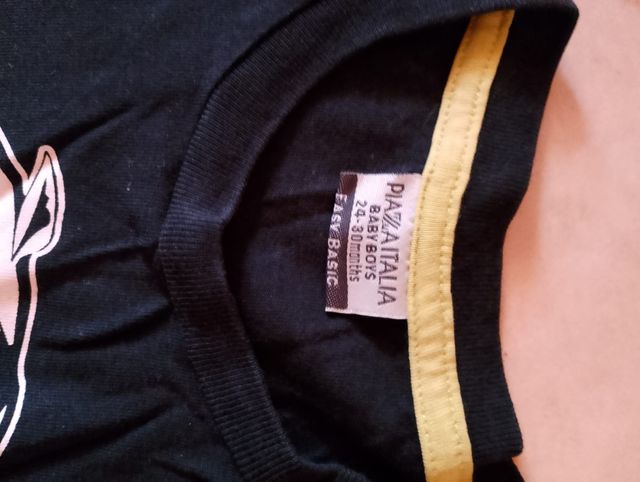 PIAZZA ITALIA
BABY BOYS
24-30 months
EASY BASIC